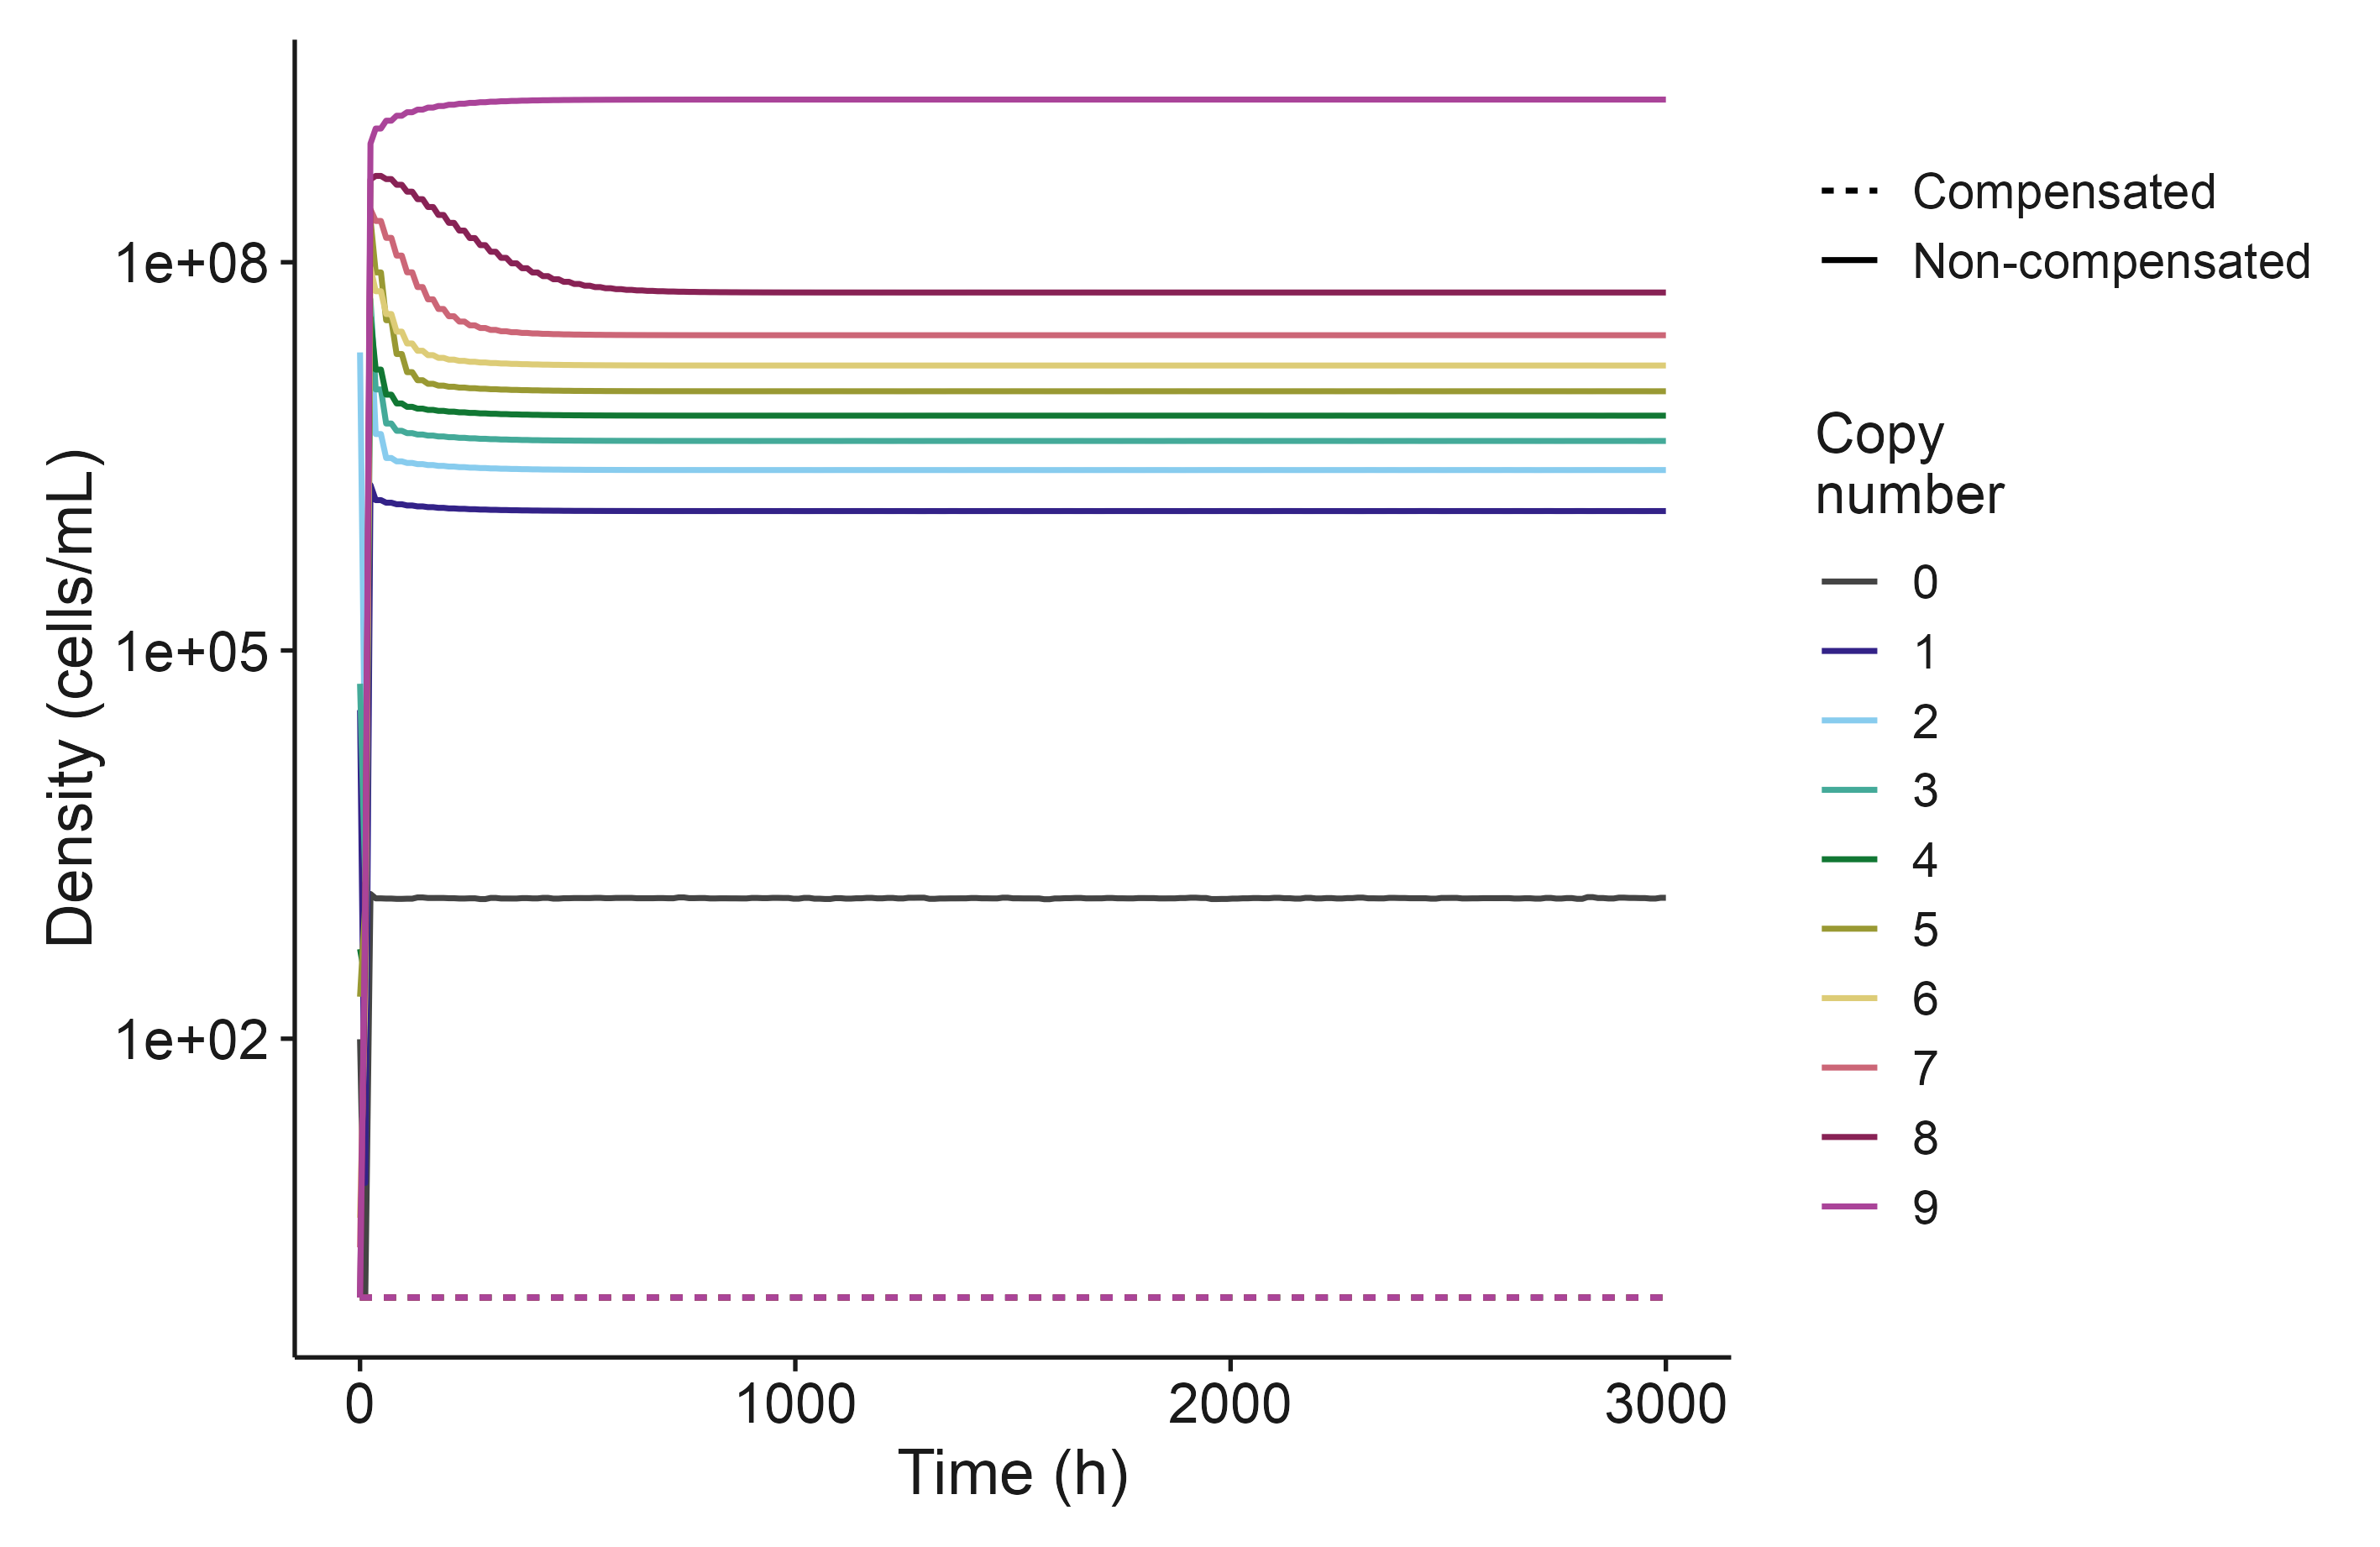 Density (cells/mL)
1e+08
1e+05
1e+02
0
1000
2000
3000
Time (h)
Compensated
Non-compensated
Copy
number
0
1
2
3
4
5
6
7
8
9